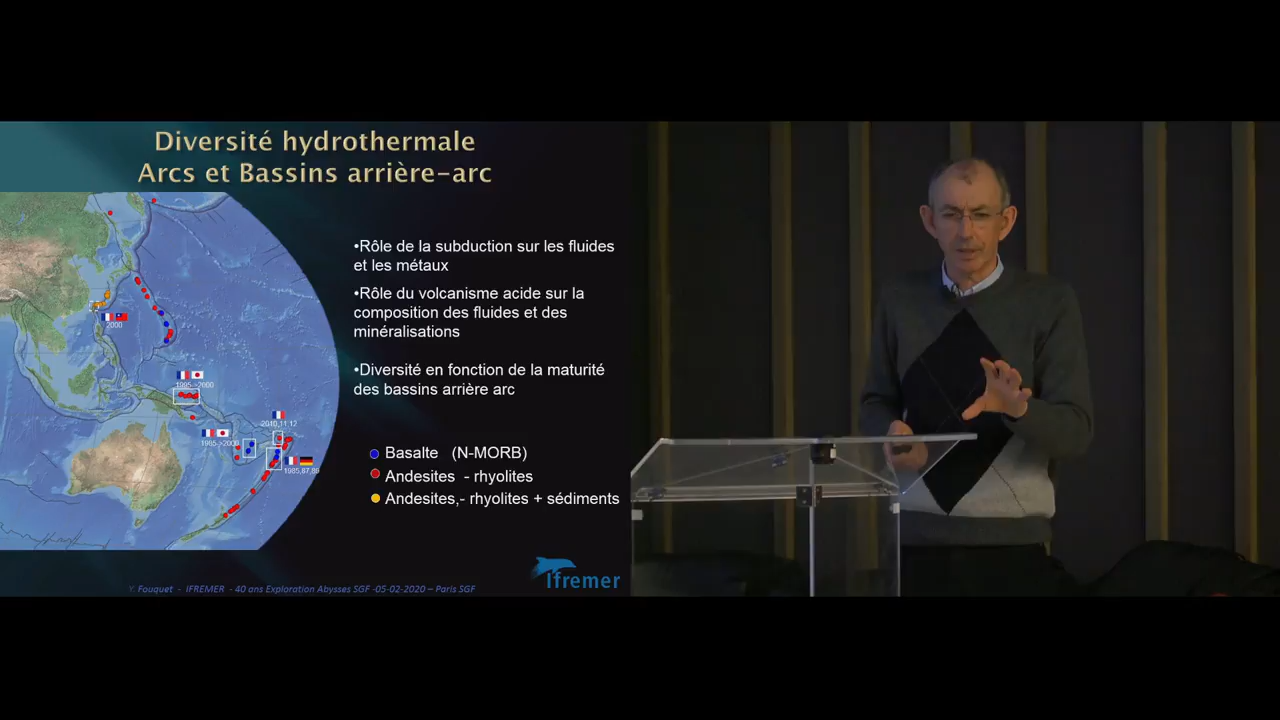 Diversité hydrothermale
Arcs et Bassins arrière-arc
•Rôle de la subduction sur les fluides
et les métaux
•Rôle du volcanisme acide sur la
composition des fluides et des
minéralisations
•Diversité en fonction de la maturité
des bassins arrière arc
Basalte (N-MORB)
Andesites - rhyolites
Andesites,- rhyolites + sédiments
2000
1995->2000
2010,11,12
1985->2000
1985,87,89
Ifremer
Y. Fouquet - IFREMER - 40 ans Exploration Abysses SGF -05-02-2020 – Paris SGF